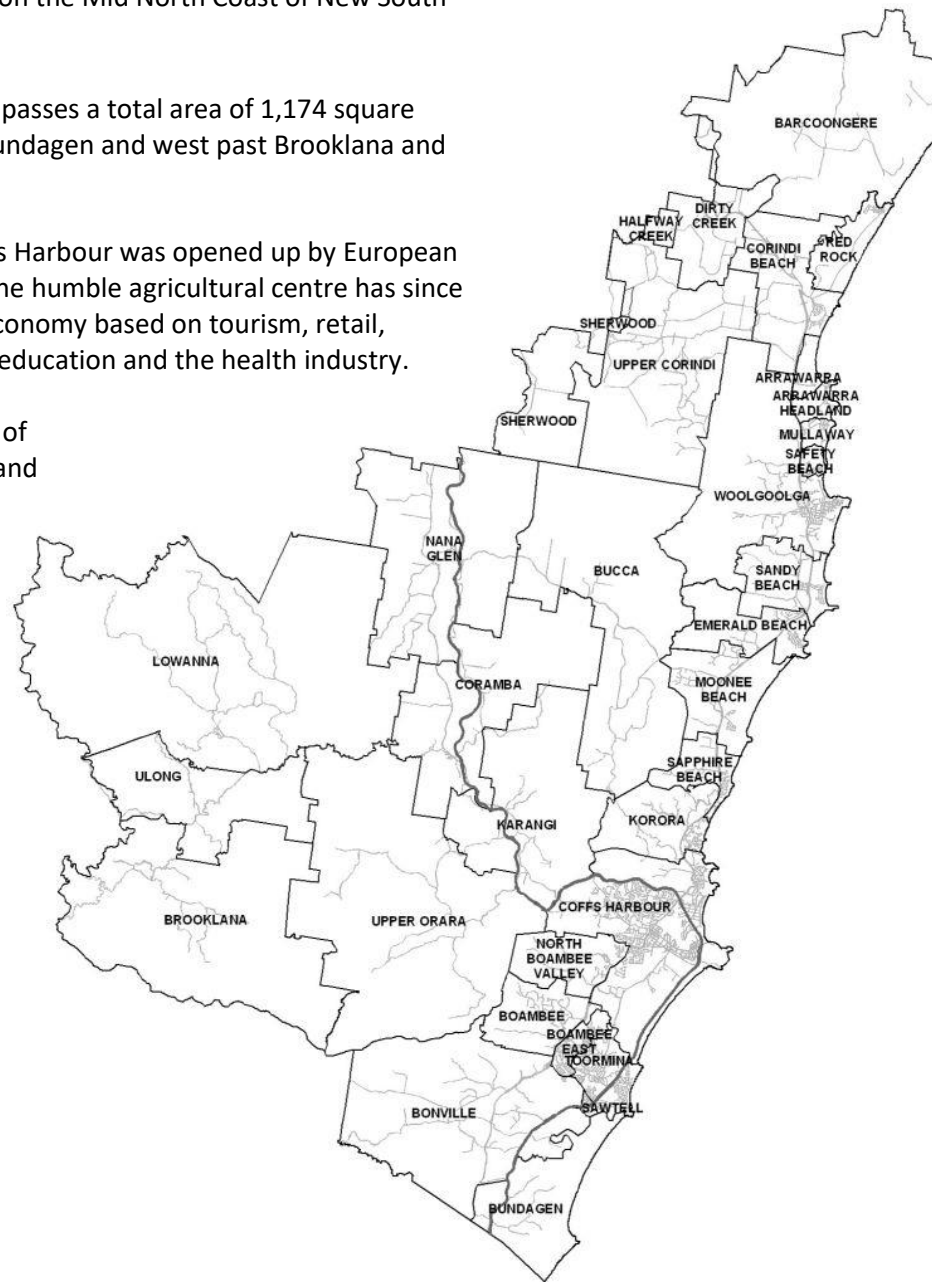 on the Mid North Coast of New South
passes a total area of 1,174 square
undagen and west past Brooklana and
s Harbour was opened up by European
he humble agricultural centre has since
conomy based on tourism, retail,
education and the health industry.
of
and
BARCOONGERE
DIRTY
CREEK
HALFWAY
CREEK
CORINDI
BEACH
RED
ROCK
SHERWOOD
UPPER CORINDI
ARRAWARRA
ARRAWARRA
HEADLAND
SHERWOOD
MULLAWAY
SAFETY
BEACH
WOOLGOOLGA
NANA
GLEN
BUCCA
SANDY
BEACH
EMERALD BEACH
LOWANNA
CORAMBA
MOONEE
BEACH
ULONG
SAPPHIRE
BEACH
KARANGI
KORORA
BROOKLANA
UPPER ORARA
COFFS HARBOUR
NORTH
BOAMBEE
VALLEY
BOAMBEE
BOAMBEE
EAST
TOORMINA
BONVILLE
SAWTELL
BUNDAGEN